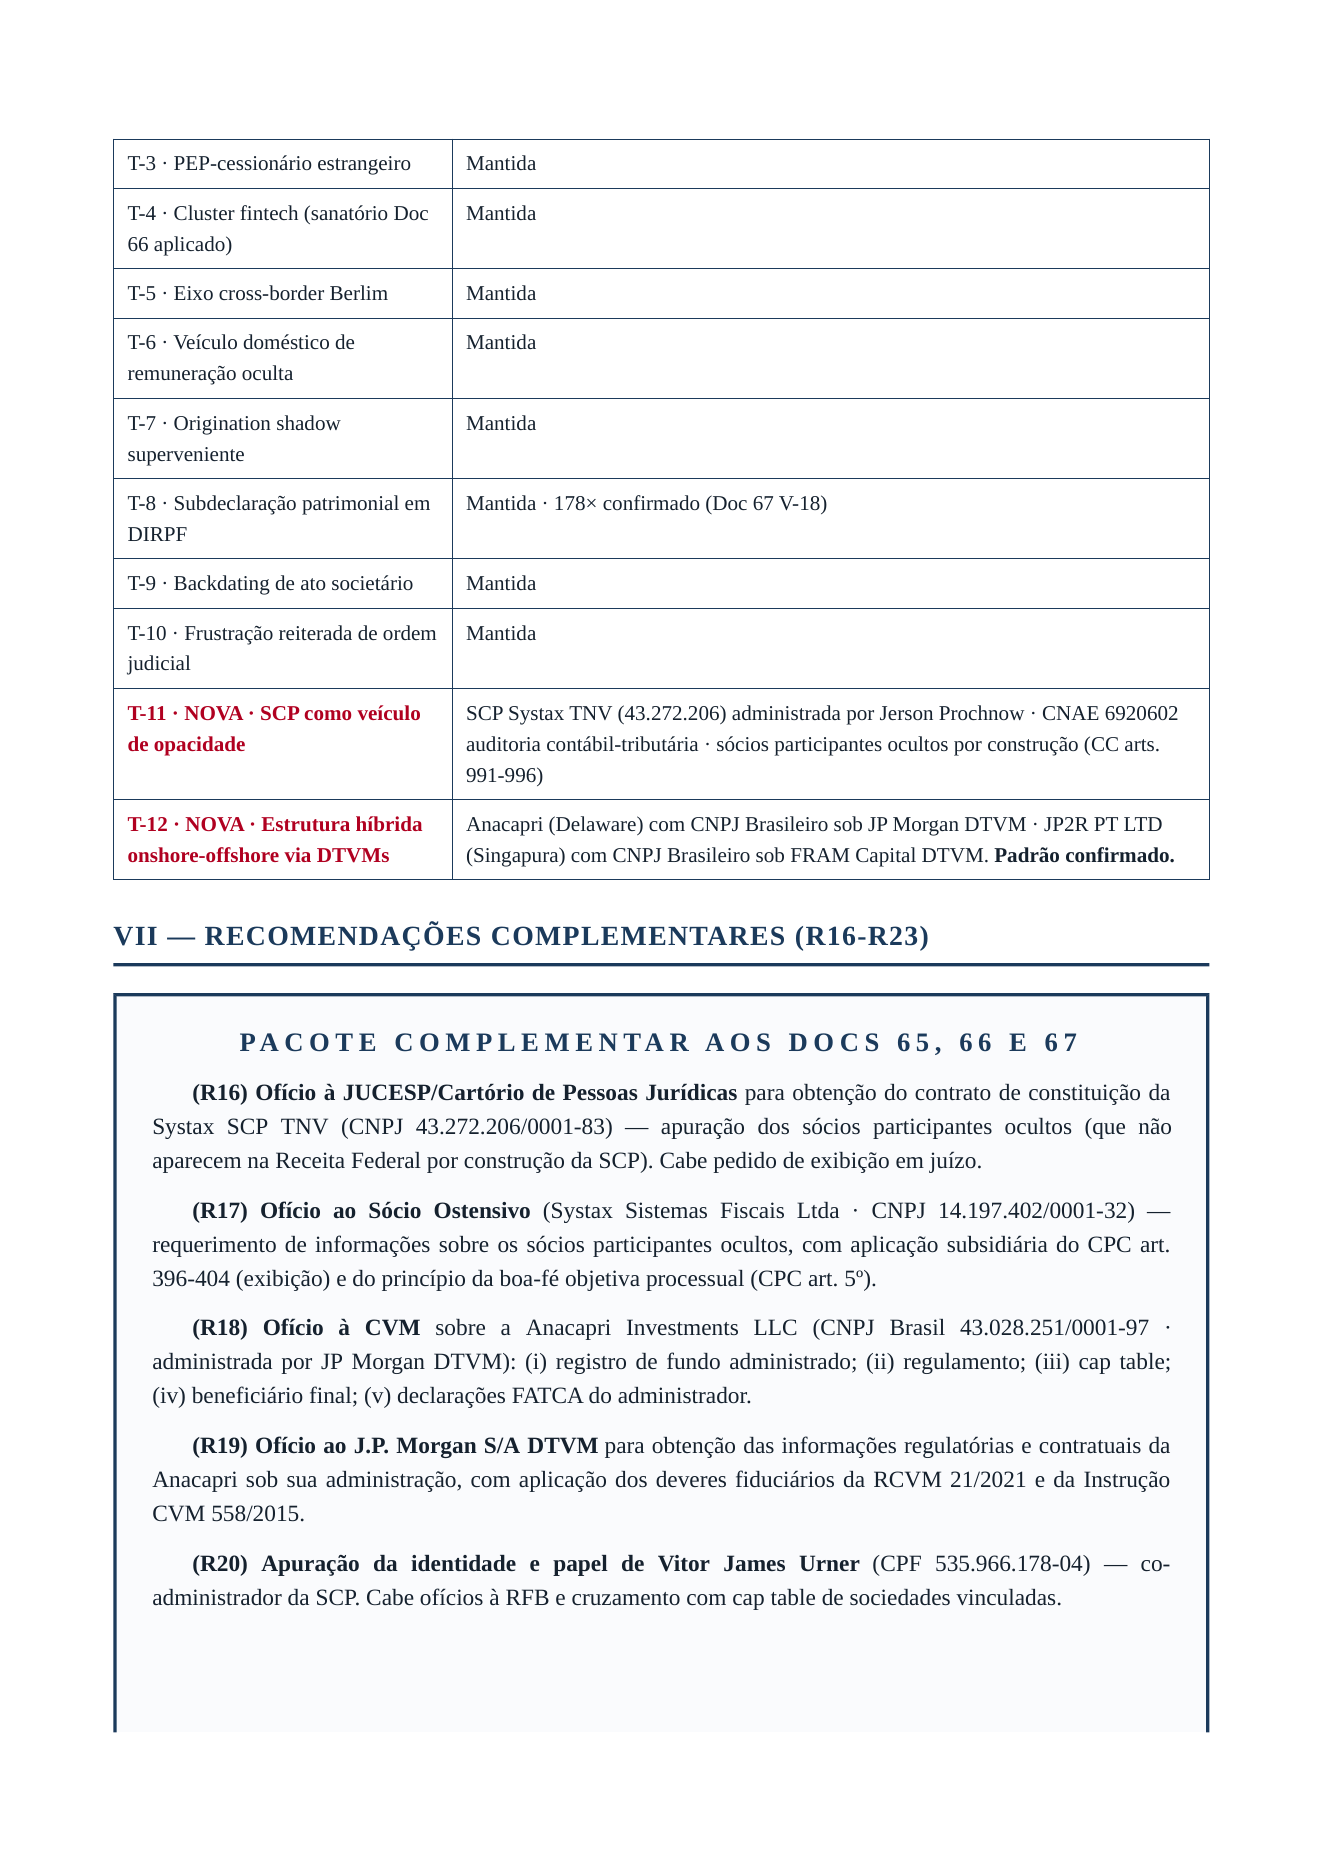 T-3 · PEP-cessionário estrangeiro
Mantida
T-4 · Cluster fintech (sanatório Doc
66 aplicado)
Mantida
T-5 · Eixo cross-border Berlim
Mantida
T-6 · Veículo doméstico de
remuneração oculta
Mantida
T-7 · Origination shadow
superveniente
Mantida
T-8 · Subdeclaração patrimonial em
DIRPF
Mantida · 178× confirmado (Doc 67 V-18)
T-9 · Backdating de ato societário
Mantida
T-10 · Frustração reiterada de ordem
judicial
Mantida
T-11 · NOVA · SCP como veículo
de opacidade
SCP Systax TNV (43.272.206) administrada por Jerson Prochnow · CNAE 6920602
auditoria contábil-tributária · sócios participantes ocultos por construção (CC arts.
991-996)
T-12 · NOVA · Estrutura híbrida
onshore-offshore via DTVMs
Anacapri (Delaware) com CNPJ Brasileiro sob JP Morgan DTVM · JP2R PT LTD
(Singapura) com CNPJ Brasileiro sob FRAM Capital DTVM. Padrão confirmado.
VII — RECOMENDAÇÕES COMPLEMENTARES (R16-R23)
PACOTE COMPLEMENTAR AOS DOCS 65, 66 E 67
(R16) Ofício à JUCESP/Cartório de Pessoas Jurídicas para obtenção do contrato de constituição da
Systax SCP TNV (CNPJ 43.272.206/0001-83) — apuração dos sócios participantes ocultos (que não
aparecem na Receita Federal por construção da SCP). Cabe pedido de exibição em juízo.
(R17) Ofício ao Sócio Ostensivo (Systax Sistemas Fiscais Ltda · CNPJ 14.197.402/0001-32) —
requerimento de informações sobre os sócios participantes ocultos, com aplicação subsidiária do CPC art.
396-404 (exibição) e do princípio da boa-fé objetiva processual (CPC art. 5º).
(R18) Ofício à CVM sobre a Anacapri Investments LLC (CNPJ Brasil 43.028.251/0001-97 ·
administrada por JP Morgan DTVM): (i) registro de fundo administrado; (ii) regulamento; (iii) cap table;
(iv) beneficiário final; (v) declarações FATCA do administrador.
(R19) Ofício ao J.P. Morgan S/A DTVM para obtenção das informações regulatórias e contratuais da
Anacapri sob sua administração, com aplicação dos deveres fiduciários da RCVM 21/2021 e da Instrução
CVM 558/2015.
(R20) Apuração da identidade e papel de Vitor James Urner (CPF 535.966.178-04) — co-
administrador da SCP. Cabe ofícios à RFB e cruzamento com cap table de sociedades vinculadas.